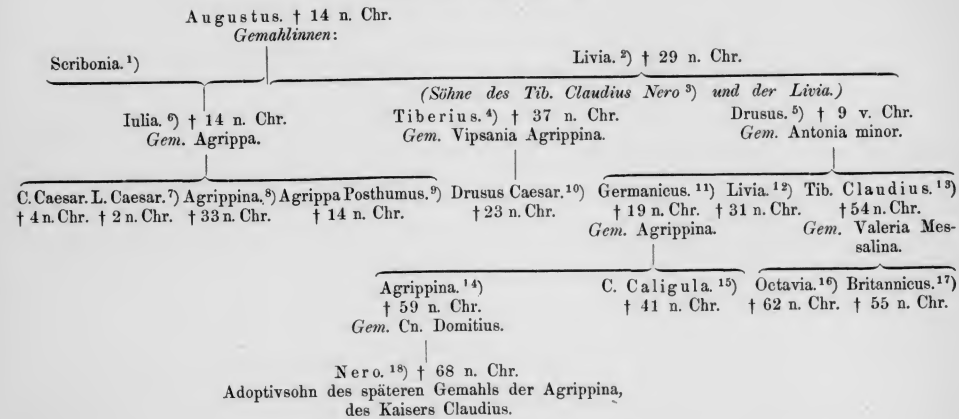 Augustus. † 14 n. Chr.
Gemahlinnen:
Scribonia.¹) Livia.²) † 29 n. Chr.
(Söhne des Tib. Claudius Nero³) und der Livia.)
Iulia.⁶) † 14 n. Chr. Tiberius.⁴) † 37 n. Chr. Drusus.⁵) † 9 v. Chr.
Gem. Agrippa. Gem. Vipsania Agrippina. Gem. Antonia minor.
C. Caesar. L. Caesar.⁷) Agrippina.⁸) Agrippa Posthumus.⁹) Drusus Caesar.¹⁰) Germanicus.¹¹) Livia.¹²) Tib. Claudius.¹³)
† 4 n. Chr. † 2 n. Chr. † 33 n. Chr. † 14 n. Chr. † 23 n. Chr. † 19 n. Chr. † 31 n. Chr. † 54 n. Chr.
Gem. Agrippina. Gem. Valeria Mes-
salina.
Agrippina.¹⁴) C. Caligula.¹⁵) Octavia.¹⁶) Britannicus.¹⁷)
† 59 n. Chr. † 41 n. Chr. † 62 n. Chr. † 55 n. Chr.
Gem. Cn. Domitius.
Nero.¹⁸) † 68 n. Chr.
Adoptivsohn des späteren Gemahls der Agrippina,
des Kaisers Claudius.